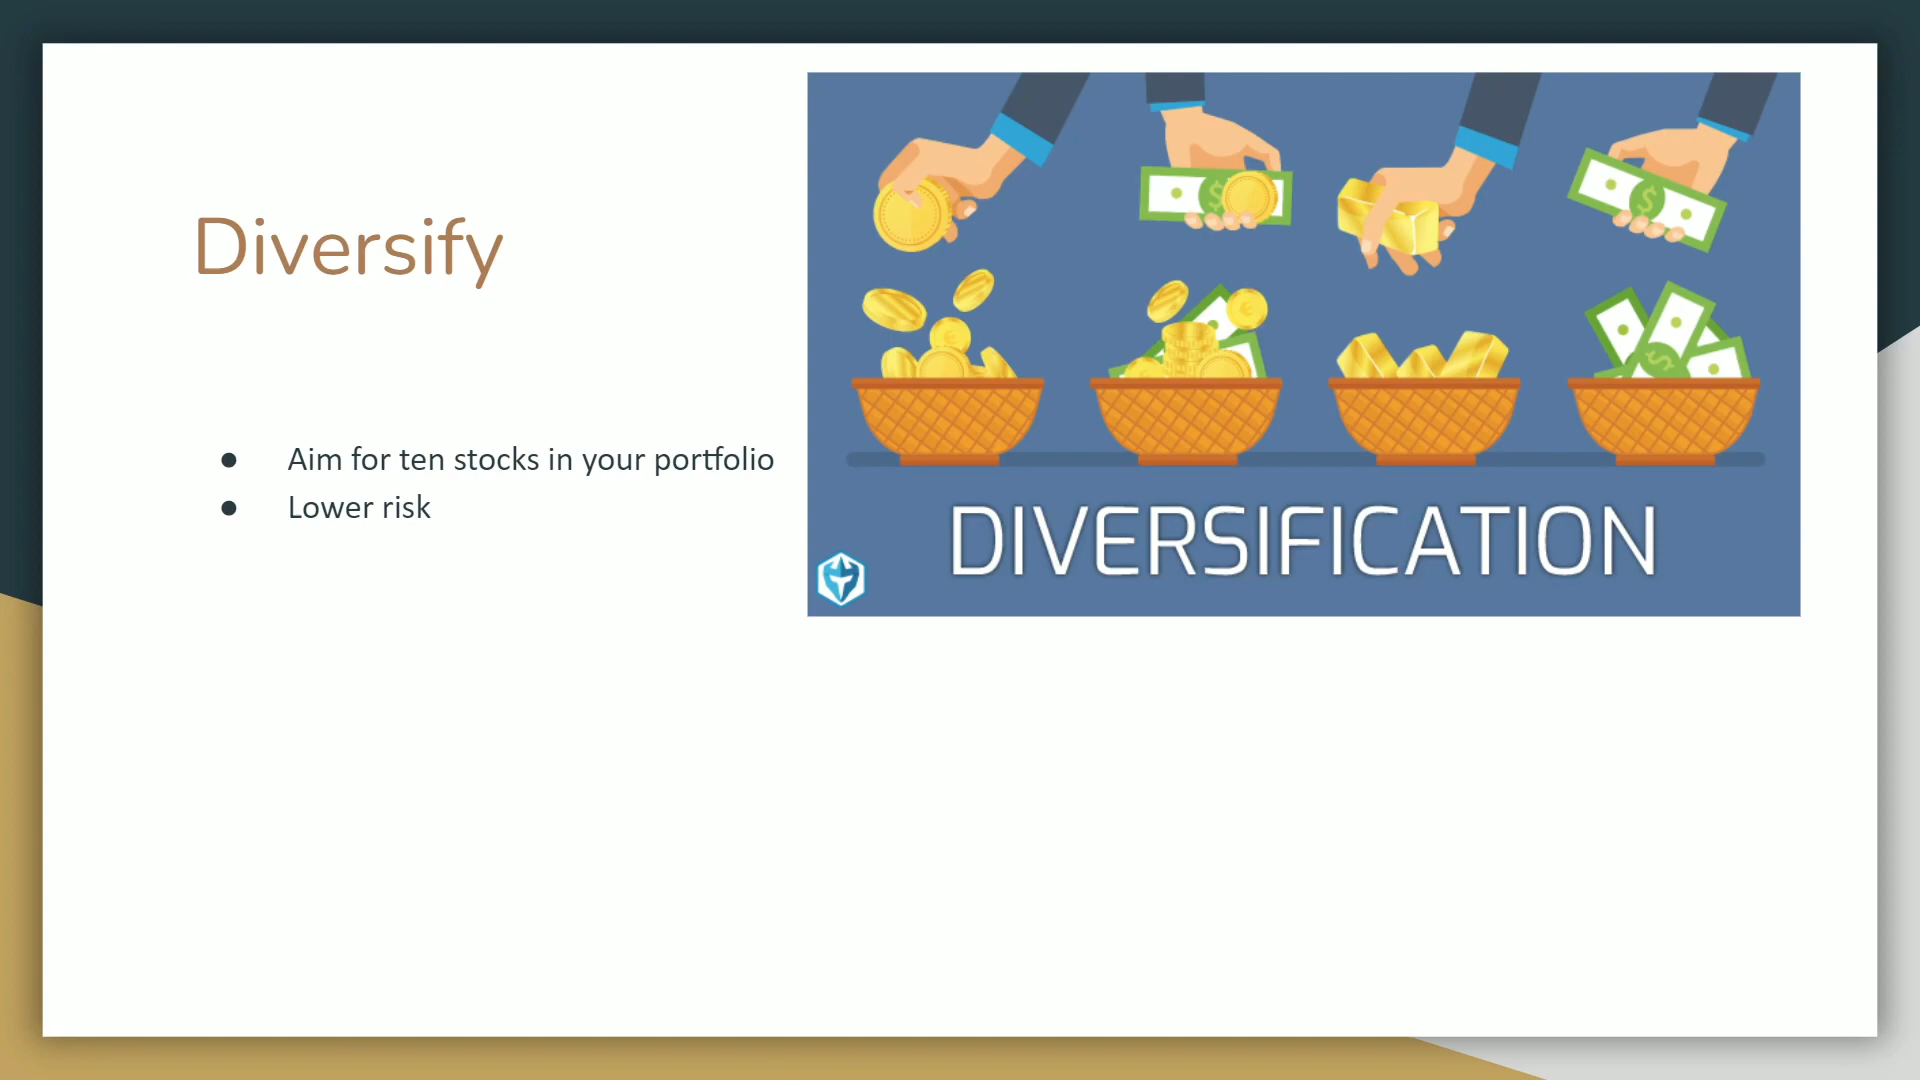 Diversify
● Aim for ten stocks in your portfolio
● Lower risk
DIVERSIFICATION